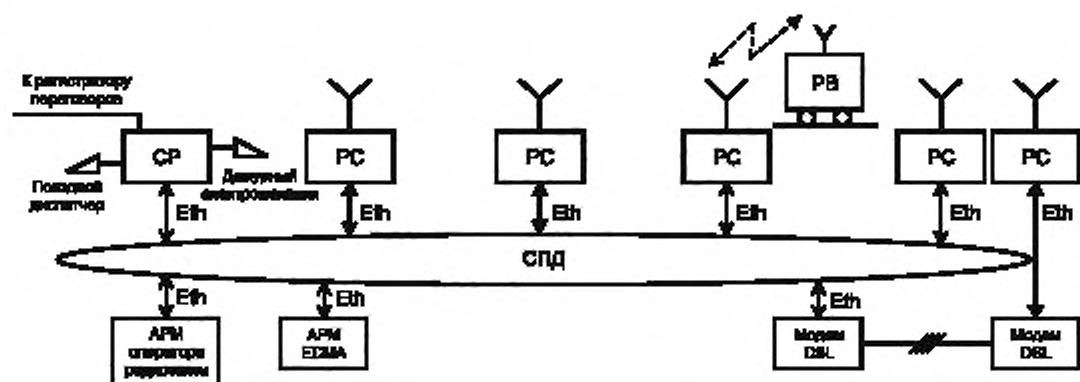 К регистратору
переговоров
РВ
СР
РС
РС
РС
РС
РС
Поездной
диспетчер
Дежурный
Eth
Eth
Eth
Eth
Eth
Eth
СПД
Eth
Eth
Eth
АРМ
оператора
АРМ
ЕСМА
Модем
DSL
Модем
DSL